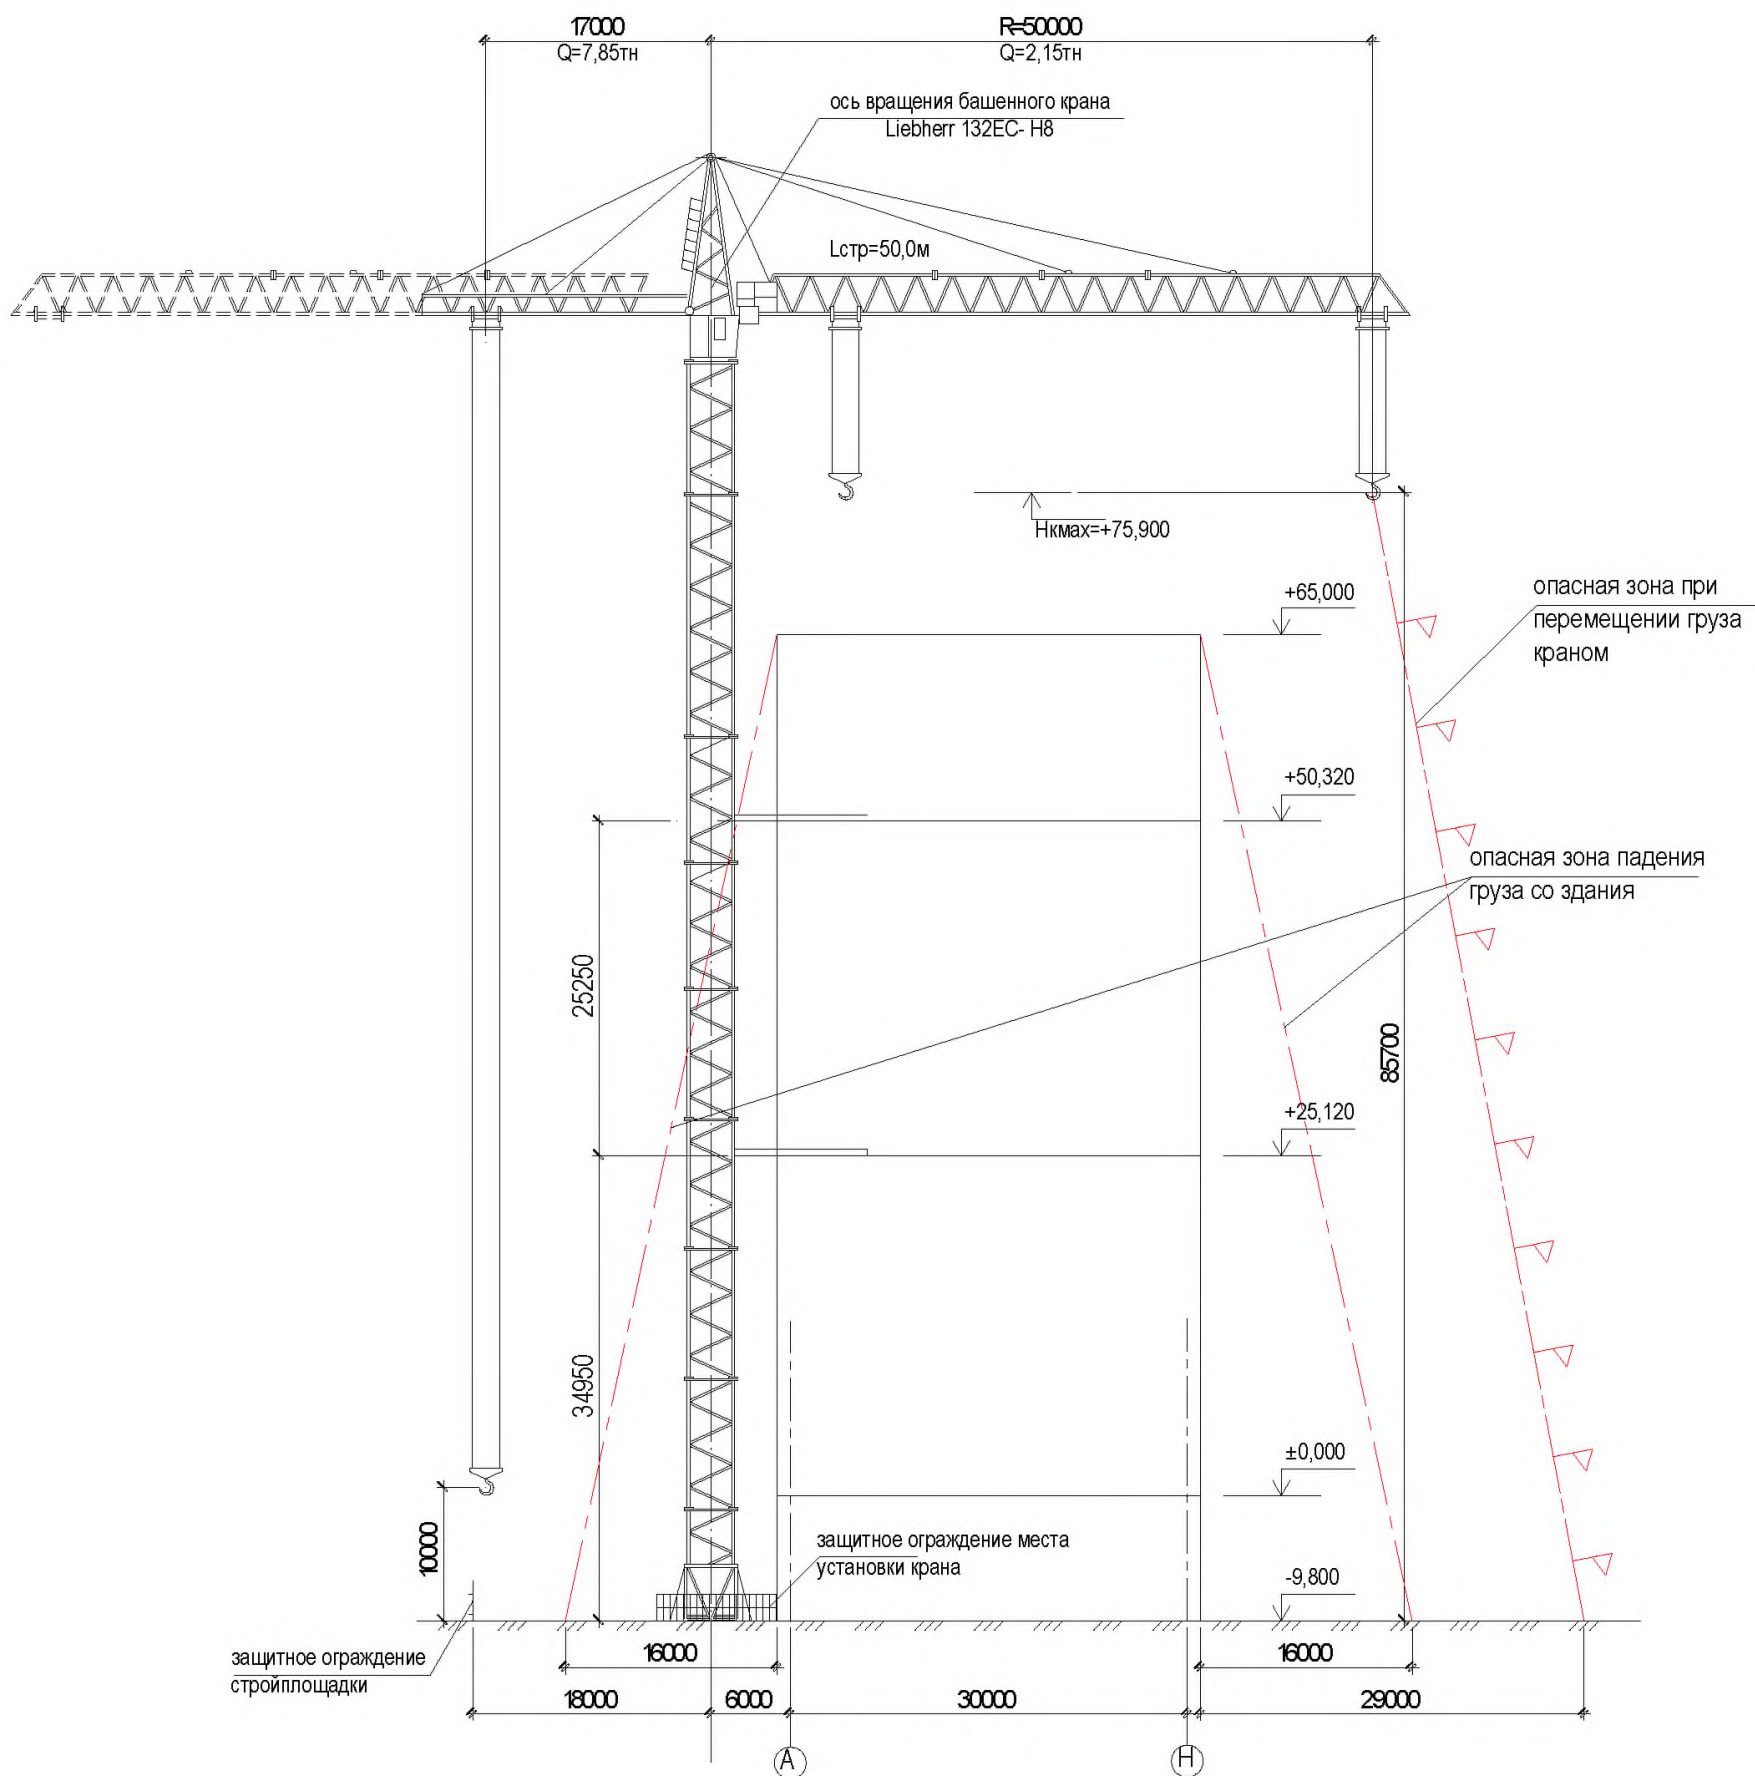 17000
Q=7,85тн
R=50000
Q=2,15тн
ось вращения башенного крана
Liebherr 132EC- H8
Lстр=50,0м
Нкмах=+75,900
+65,000
опасная зона при
перемещении груза
краном
+50,320
опасная зона падения
груза со здания
25250
85700
+25,120
34950
±0,000
10000
защитное ограждение места
установки крана
-9,800
защитное ограждение
стройплощадки
16000
16000
18000
6000
30000
29000
А
Н